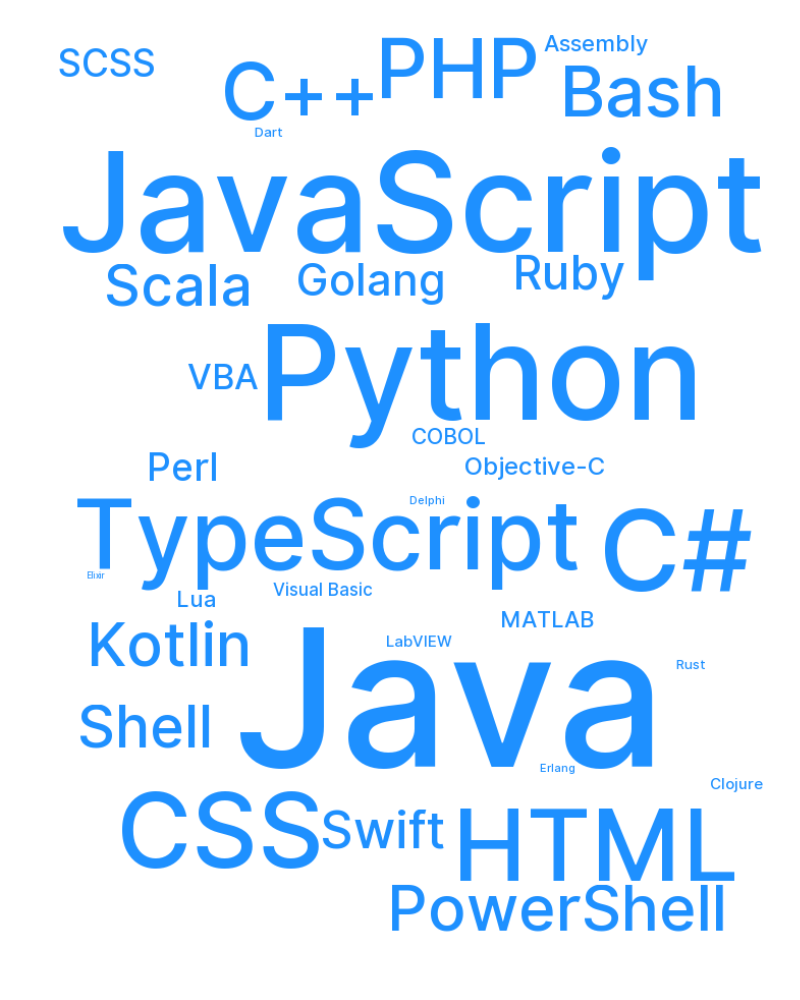 SCSS
C++
PHP
Assembly
Bash
Dart
JavaScript
Scala
Golang
Ruby
VBA
Python
COBOL
Perl
Objective-C
Delphi
TypeScript
C#
Elixir
Visual Basic
Lua
MATLAB
Kotlin
LabVIEW
Java
Rust
Shell
Erlang
Clojure
CSS
Swift
HTML
PowerShell